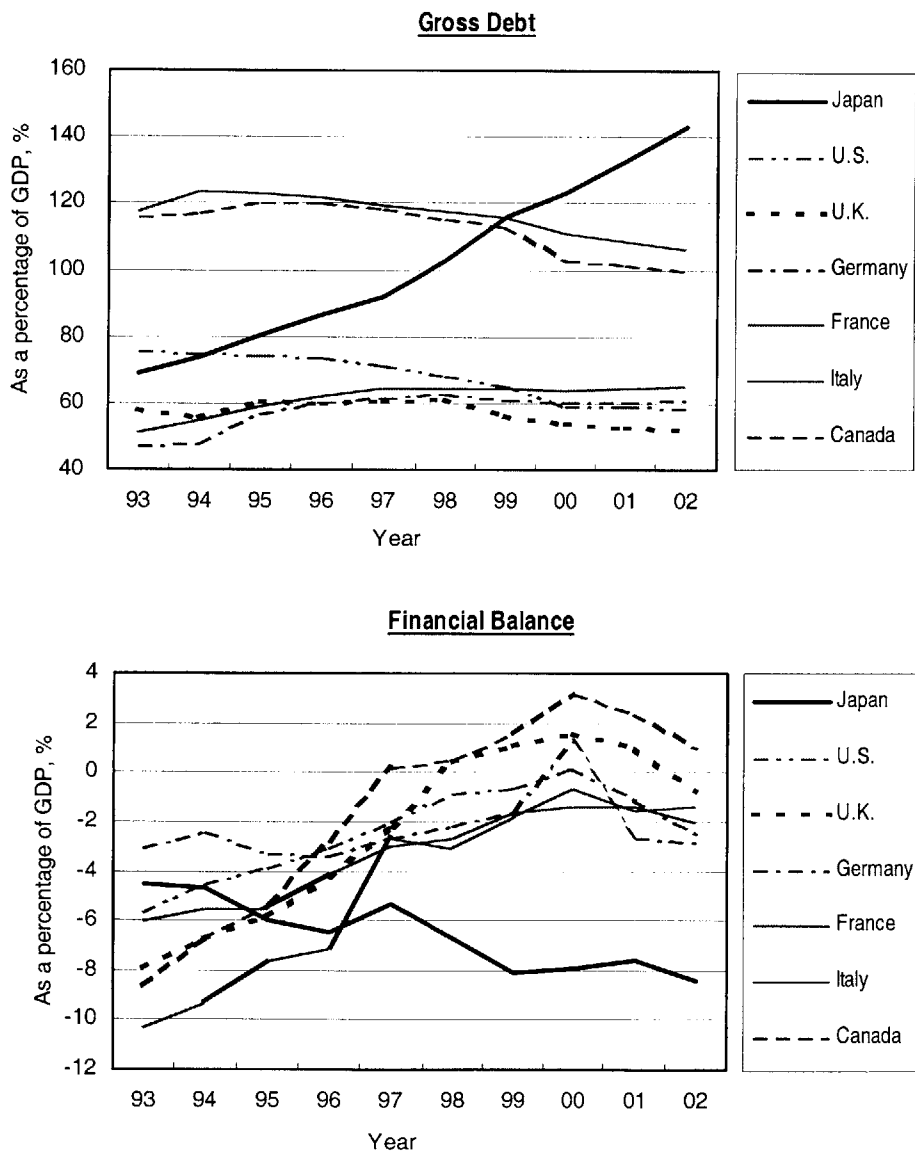 Gross Debt
As a percentage of GDP, %
160
140
120
100
80
60
40
93 94 95 96 97 98 99 00 01 02
Year
Japan
U.S.
U.K.
Germany
France
Italy
Canada
Financial Balance
As a percentage of GDP, %
4
2
0
-2
-4
-6
-8
-10
-12
93 94 95 96 97 98 99 00 01 02
Year
Japan
U.S.
U.K.
Germany
France
Italy
Canada